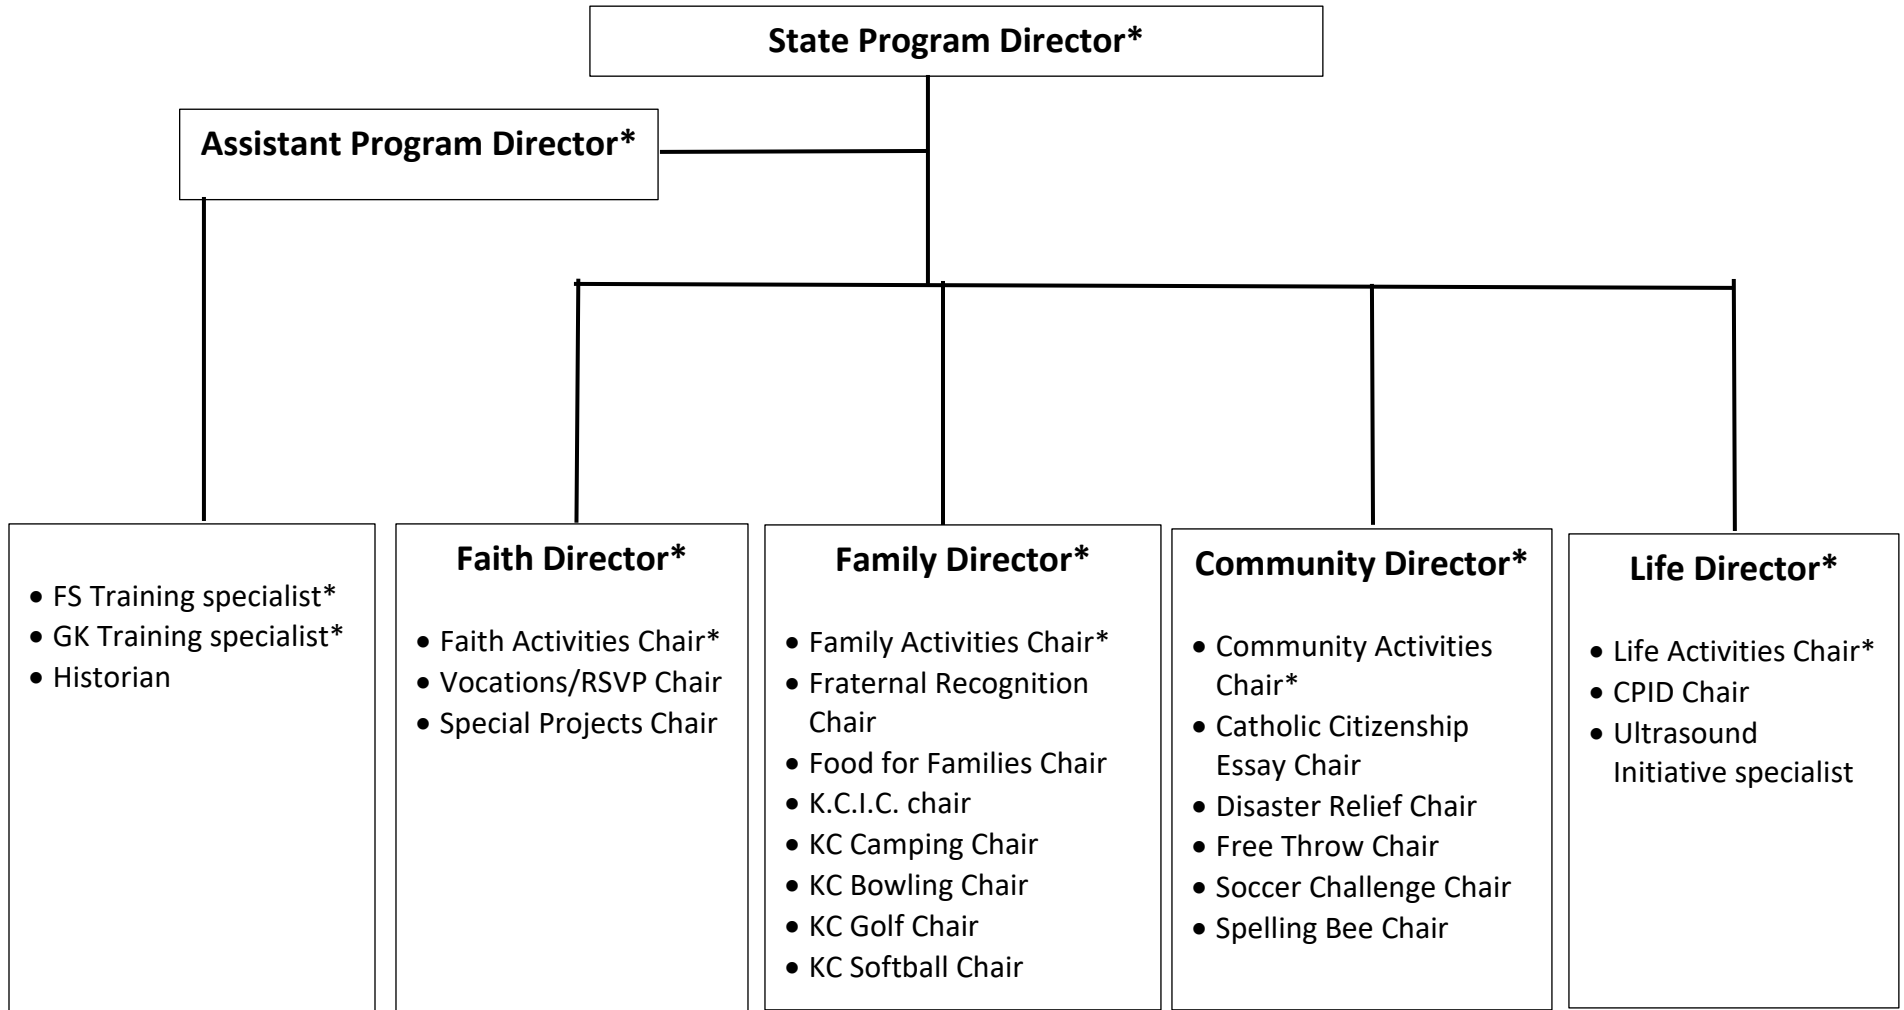 State Program Director*
Assistant Program Director*
• FS Training specialist*
• GK Training specialist*
• Historian
Faith Director*
• Faith Activities Chair*
• Vocations/RSVP Chair
• Special Projects Chair
Family Director*
• Family Activities Chair*
• Fraternal Recognition
Chair
• Food for Families Chair
• K.C.I.C. chair
• KC Camping Chair
• KC Bowling Chair
• KC Golf Chair
• KC Softball Chair
Community Director*
• Community Activities
Chair*
• Catholic Citizenship
Essay Chair
• Disaster Relief Chair
• Free Throw Chair
• Soccer Challenge Chair
• Spelling Bee Chair
Life Director*
• Life Activities Chair*
• CPID Chair
• Ultrasound
Initiative specialist